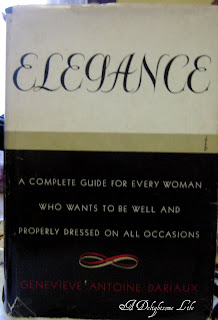 ELEGANCE
A COMPLETE GUIDE FOR EVERY WOMAN
WHO WANTS TO BE WELL AND
PROPERLY DRESSED ON ALL OCCASIONS
GENEVIEVE ANTOINE DARIAUX
A Delightsome Life